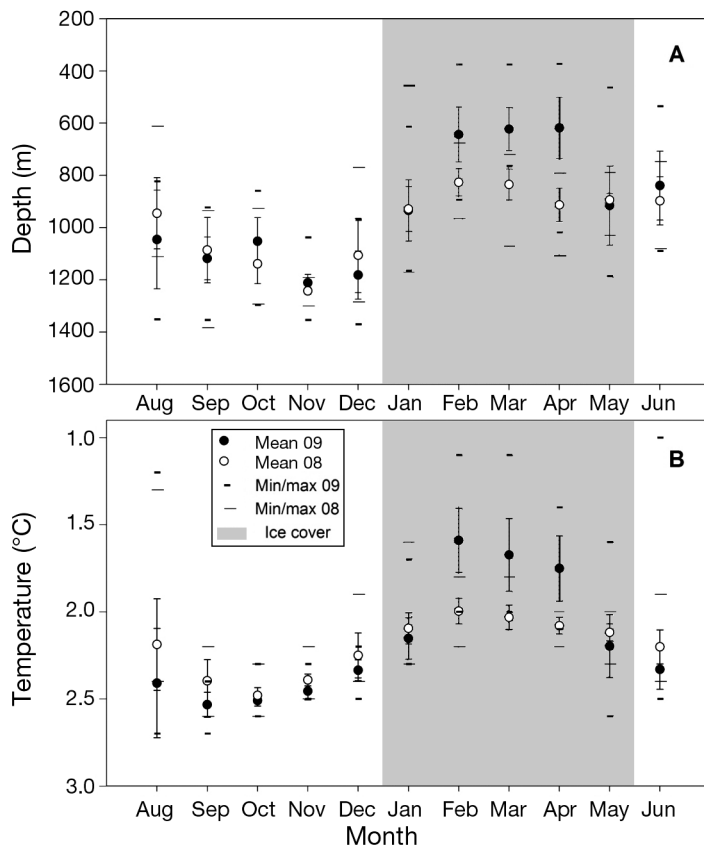 200
400
600
800
1000
1200
1400
1600
Depth (m)
A
Aug Sep Oct Nov Dec Jan Feb Mar Apr May Jun
1.0
1.5
2.0
2.5
3.0
Temperature (°C)
B
Mean 09
Mean 08
Min/max 09
Min/max 08
Ice cover
Aug Sep Oct Nov Dec Jan Feb Mar Apr May Jun
Month